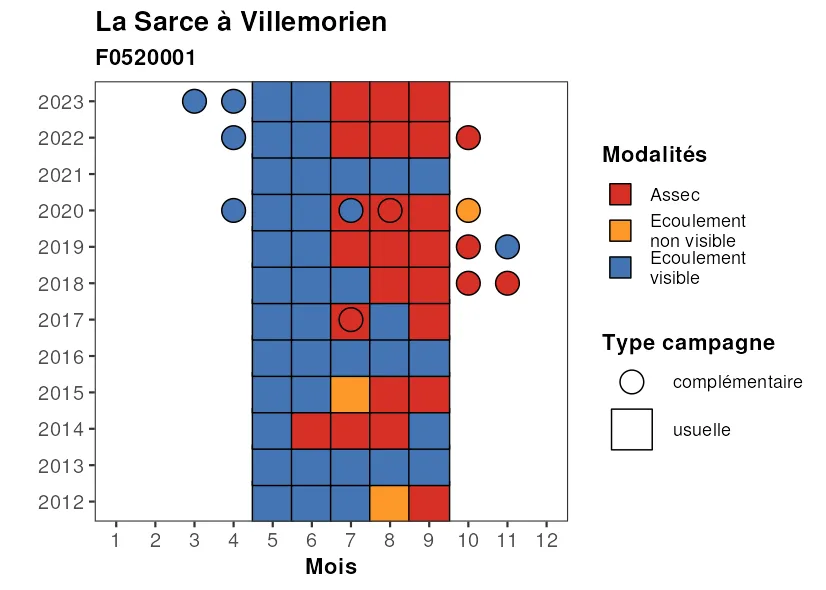 La Sarce à Villemorien
F0520001
2023
2022
2021
2020
2019
2018
2017
2016
2015
2014
2013
2012
1 2 3 4 5 6 7 8 9 10 11 12
Mois
Modalités
Assec
Ecoulement
non visible
Ecoulement
visible
Type campagne
complémentaire
usuelle